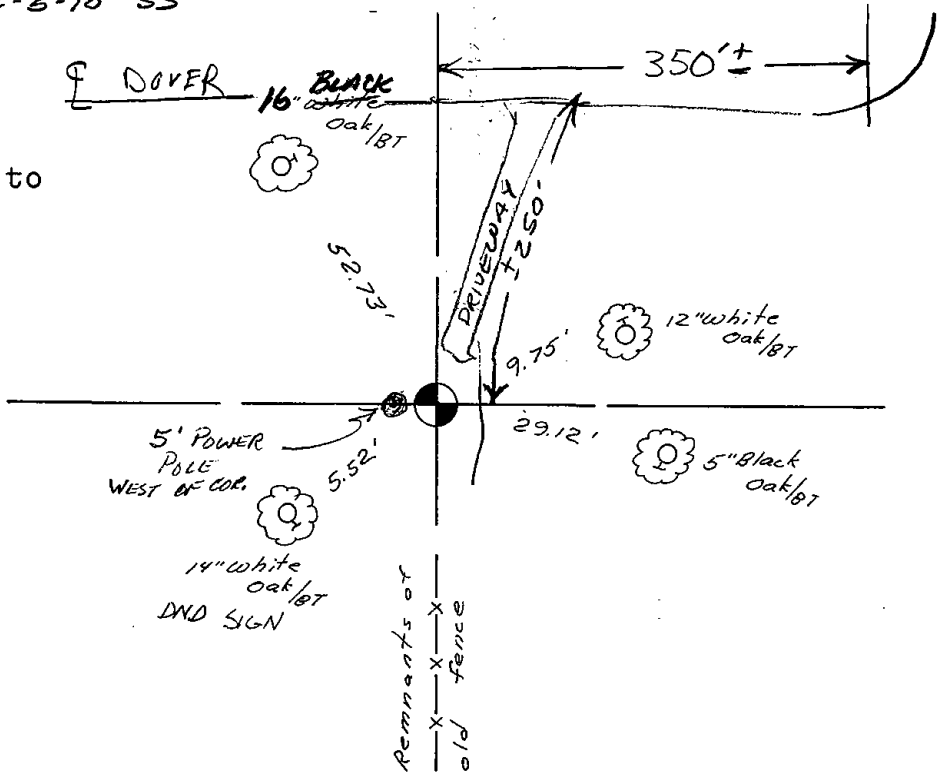 ℄ DOVER
350'±
BLACK
16" white
Oak/BT
to
52.73'
DRIVEWAY
±250'
12" white
Oak/BT
9.75'
29.12'
5' POWER
POLE
WEST OF COR.
5.52'
5" Black
Oak/BT
14" white
Oak/BT
DND SIGN
Remnants of
old fence